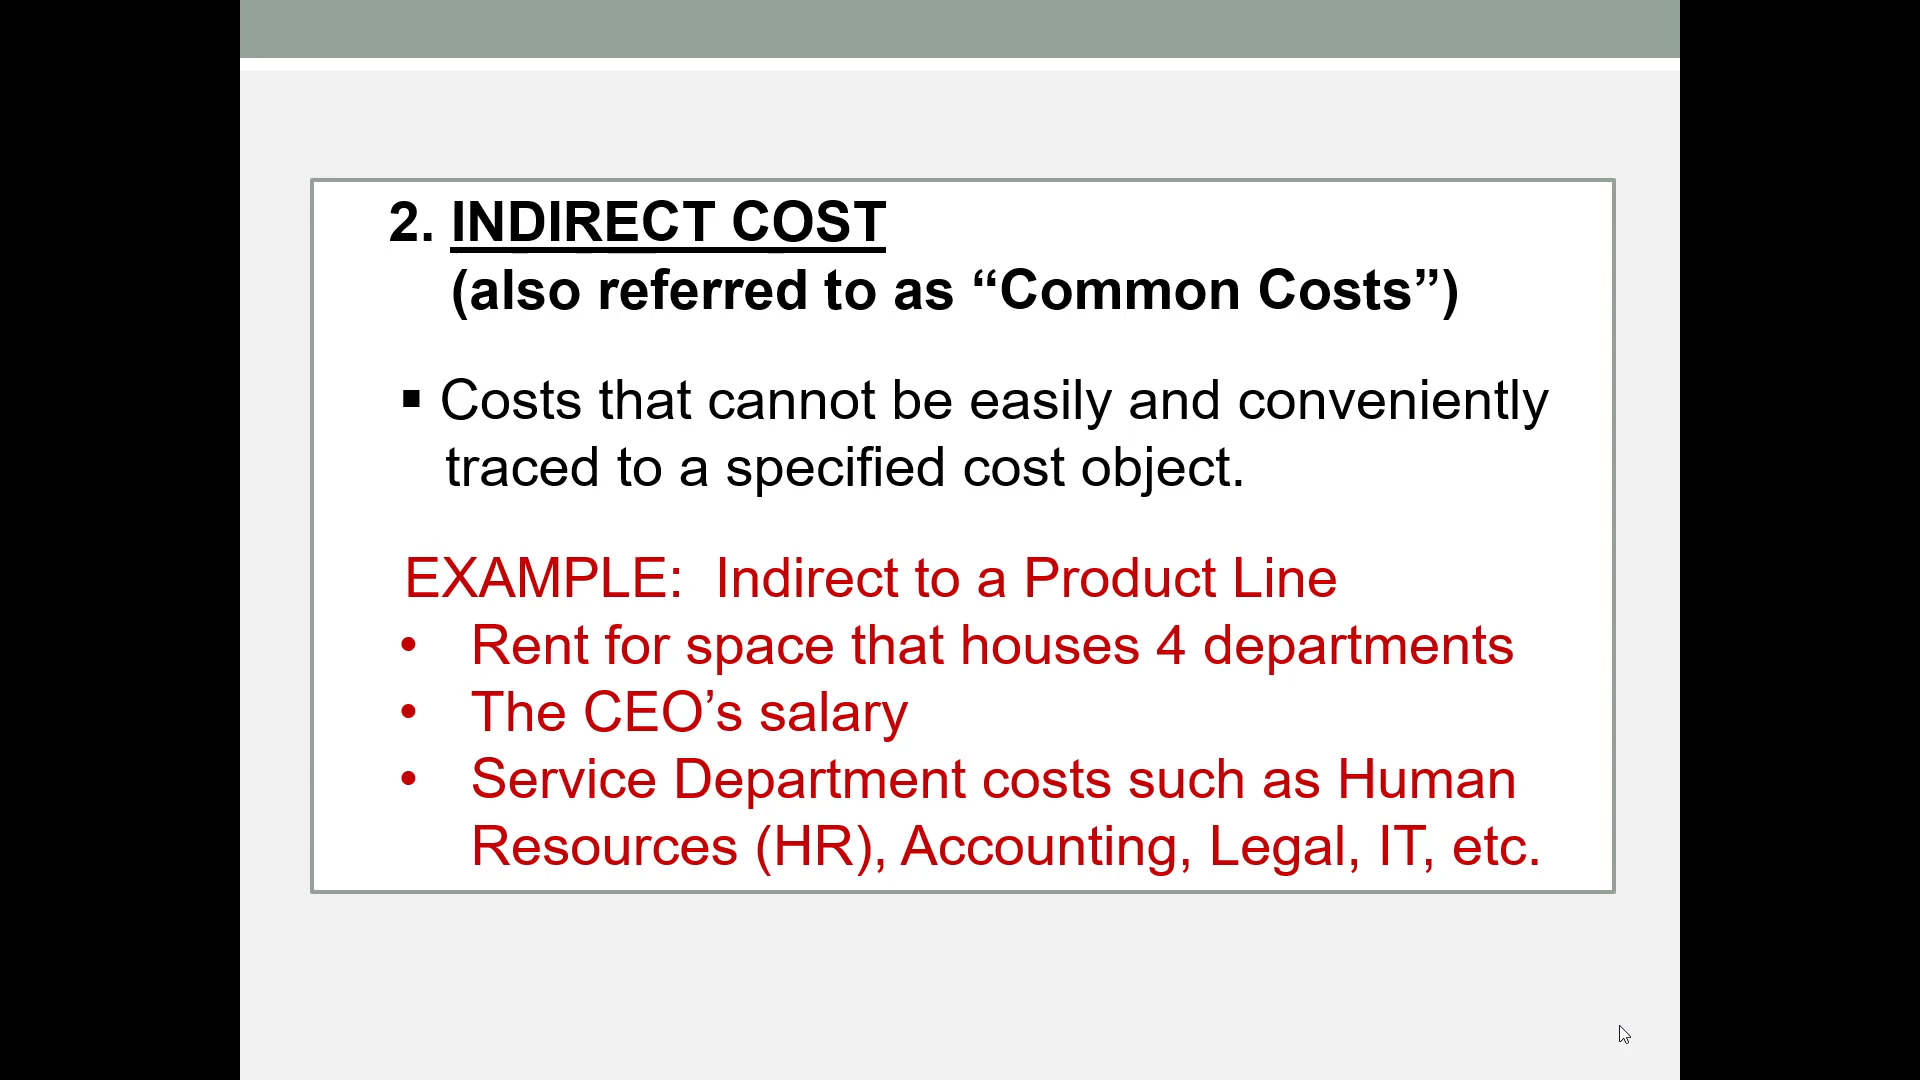 2. INDIRECT COST
(also referred to as “Common Costs”)
▪ Costs that cannot be easily and conveniently
traced to a specified cost object.
EXAMPLE:  Indirect to a Product Line
• Rent for space that houses 4 departments
• The CEO’s salary
• Service Department costs such as Human
Resources (HR), Accounting, Legal, IT, etc.